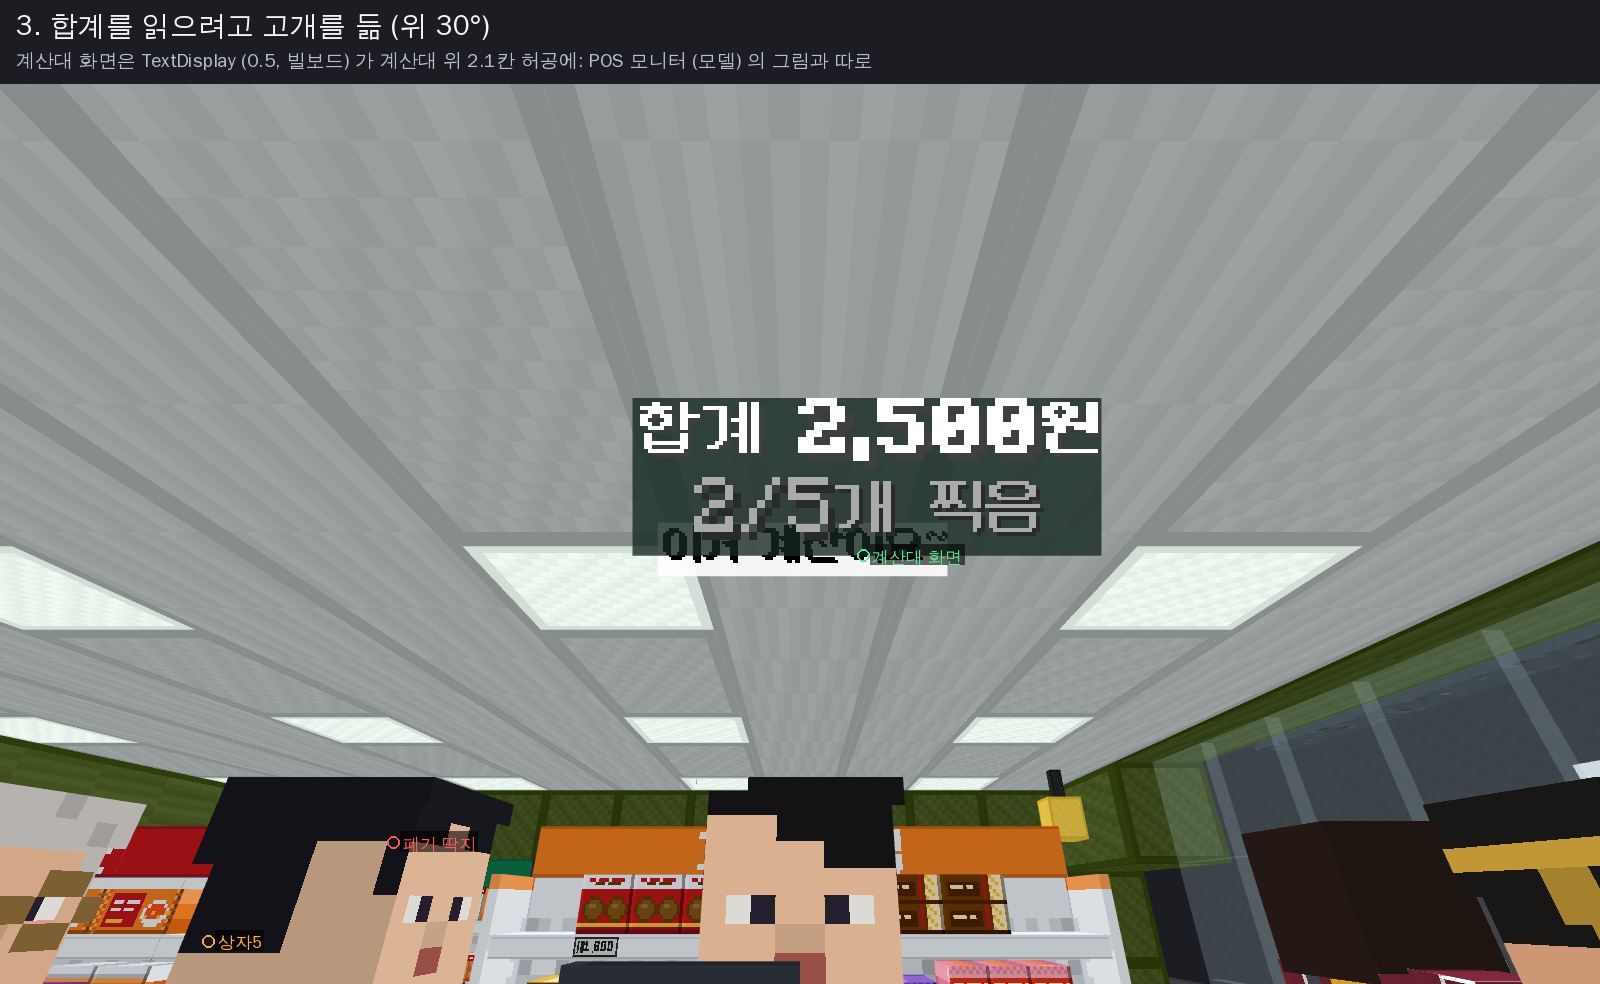 3. 합계를 읽으려고 고개를 듦 (위 30°)
계산대 화면은 TextDisplay (0.5, 빌보드) 가 계산대 위 2.1칸 허공에: POS 모니터 (모델) 의 그림과 따로
합계 2,500원
2/5개 찍음
계산대 화면
폐기 딱지
상자5